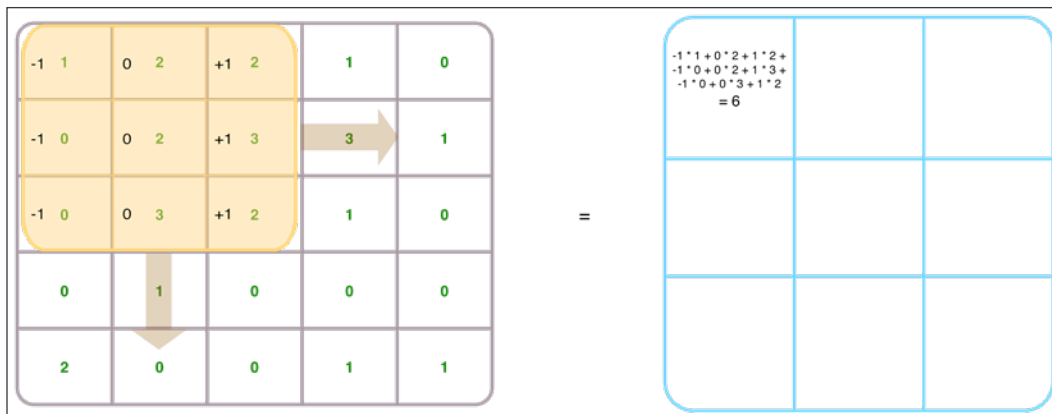 -1 1 0 2 +1 2 1 0
-1 0 0 2 +1 3 3 1
-1 0 0 3 +1 2 1 0
0 1 0 0 0
2 0 0 1 1
=
-1 * 1 + 0 * 2 + 1 * 2 +
-1 * 0 + 0 * 2 + 1 * 3 +
-1 * 0 + 0 * 3 + 1 * 2
= 6